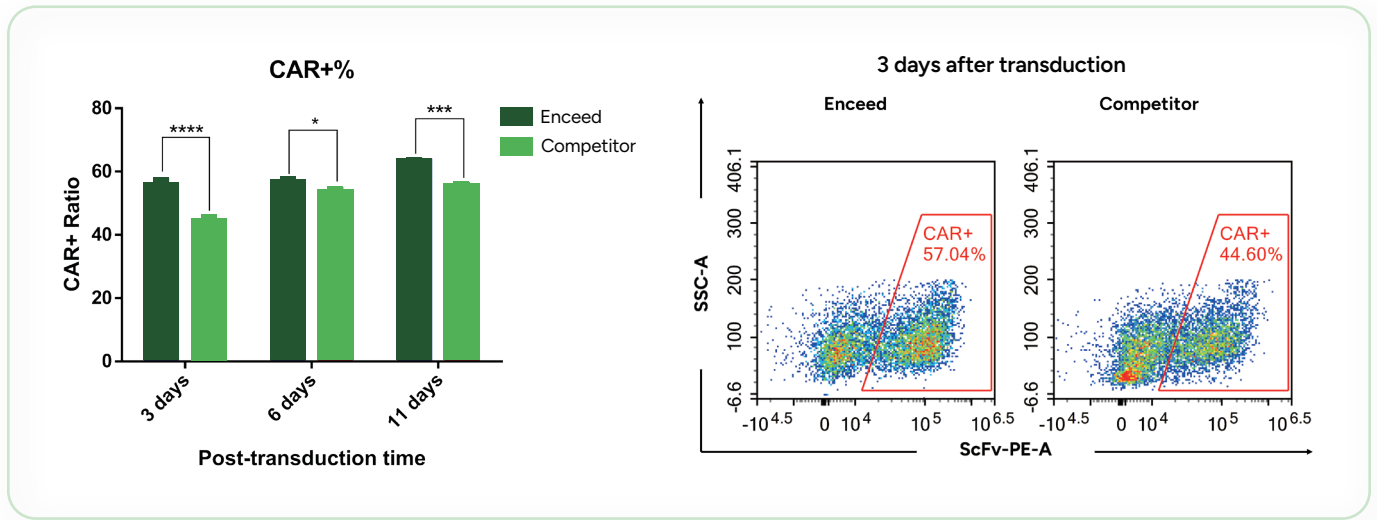 CAR+%
CAR+ Ratio
80
60
40
20
0
****
*
***
Enceed
Competitor
3 days
6 days
11 days
Post-transduction time
3 days after transduction
Enceed
Competitor
SSC-A
406.1
300
200
100
-6.6
CAR+
57.04%
-10^4.5
0
10^4
10^5
10^6.5
406.1
300
200
100
-6.6
CAR+
44.60%
-10^4.5
0
10^4
10^5
10^6.5
ScFv-PE-A